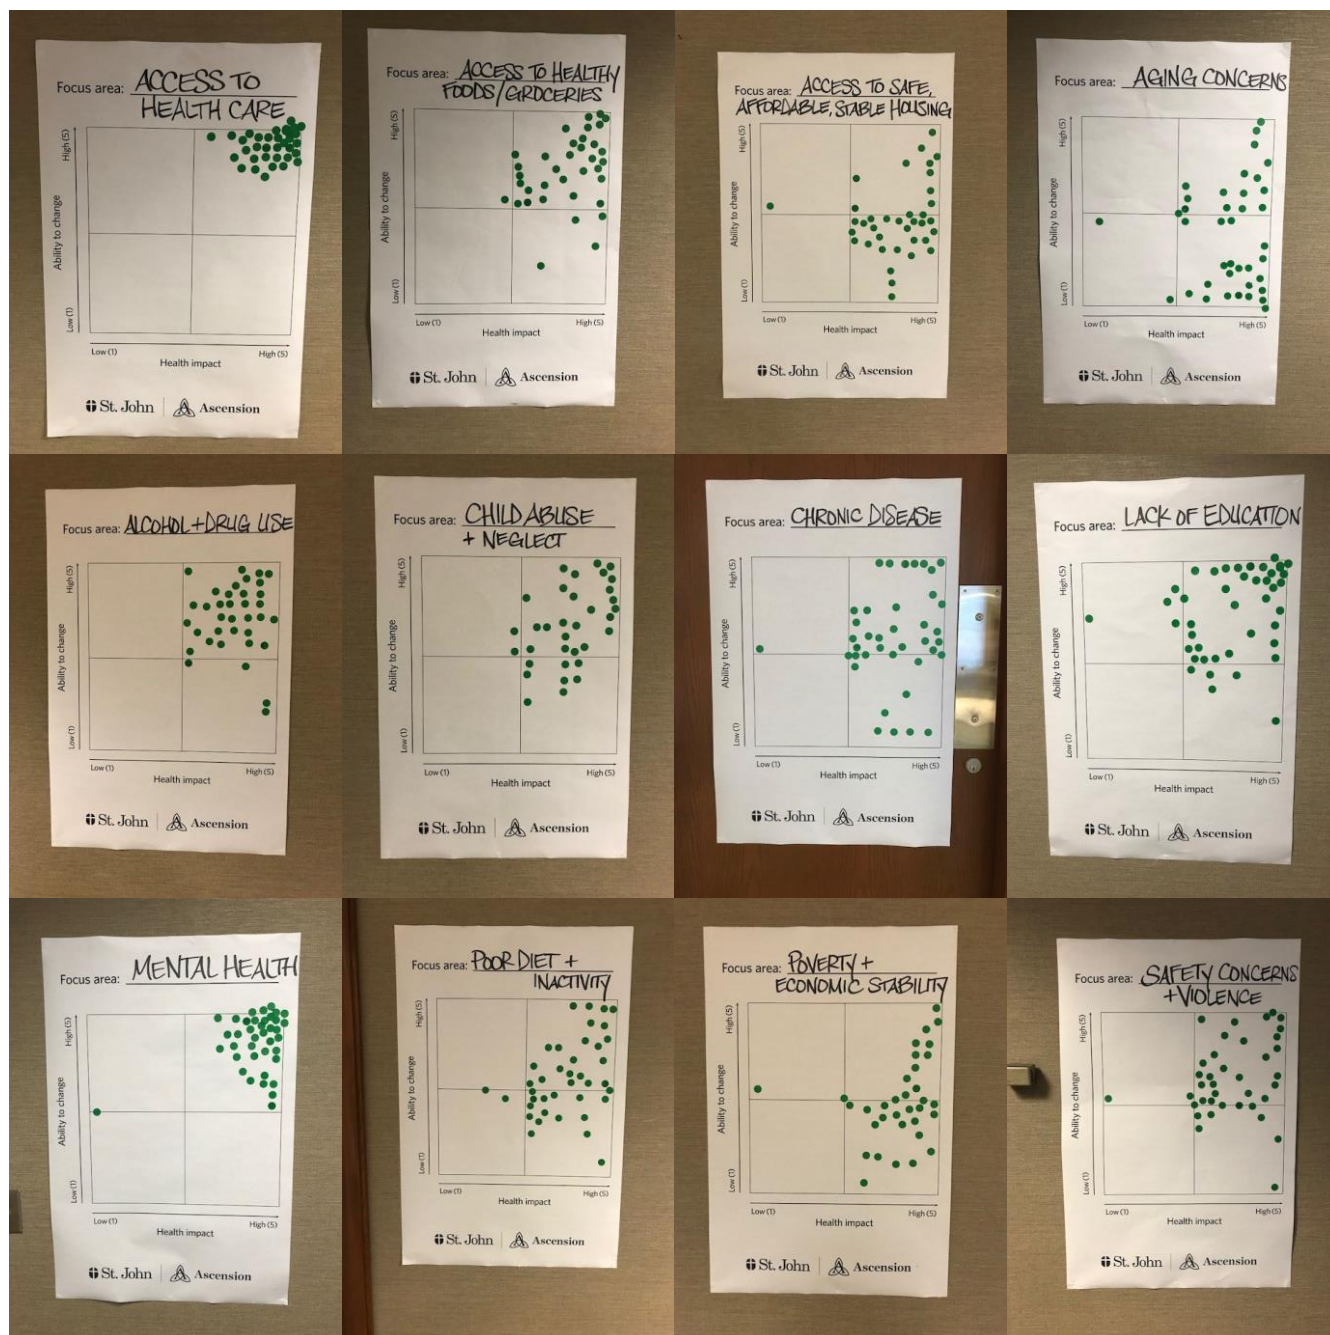 Focus area: ACCESS TO
HEALTH CARE
High (5)
Ability to change
Low (1)
Low (1)
High (5)
Health impact
St. John
Ascension
Focus area: ACCESS TO HEALTHY
FOODS/GROCERIES
High (5)
Ability to change
Low (1)
Low (1)
High (5)
Health impact
St. John
Ascension
Focus area: ACCESS TO SAFE,
AFFORDABLE, STABLE HOUSING
High (5)
Ability to change
Low (1)
Low (1)
High (5)
Health impact
St. John
Ascension
Focus area: AGING CONCERNS
High (5)
Ability to change
Low (1)
Low (1)
High (5)
Health impact
St. John
Ascension
Focus area: ALCOHOL + DRUG USE
High (5)
Ability to change
Low (1)
Low (1)
High (5)
Health impact
St. John
Ascension
Focus area: CHILD ABUSE
+ NEGLECT
High (5)
Ability to change
Low (1)
Low (1)
High (5)
Health impact
St. John
Ascension
Focus area: CHRONIC DISEASE
High (5)
Ability to change
Low (1)
Low (1)
High (5)
Health impact
St. John
Ascension
Focus area: LACK OF EDUCATION
High (5)
Ability to change
Low (1)
Low (1)
High (5)
Health impact
St. John
Ascension
Focus area: MENTAL HEALTH
High (5)
Ability to change
Low (1)
Low (1)
High (5)
Health impact
St. John
Ascension
Focus area: POOR DIET +
INACTIVITY
High (5)
Ability to change
Low (1)
Low (1)
High (5)
Health impact
St. John
Ascension
Focus area: POVERTY +
ECONOMIC STABILITY
High (5)
Ability to change
Low (1)
Low (1)
High (5)
Health impact
St. John
Ascension
Focus area: SAFETY CONCERNS
+ VIOLENCE
High (5)
Ability to change
Low (1)
Low (1)
High (5)
Health impact
St. John
Ascension